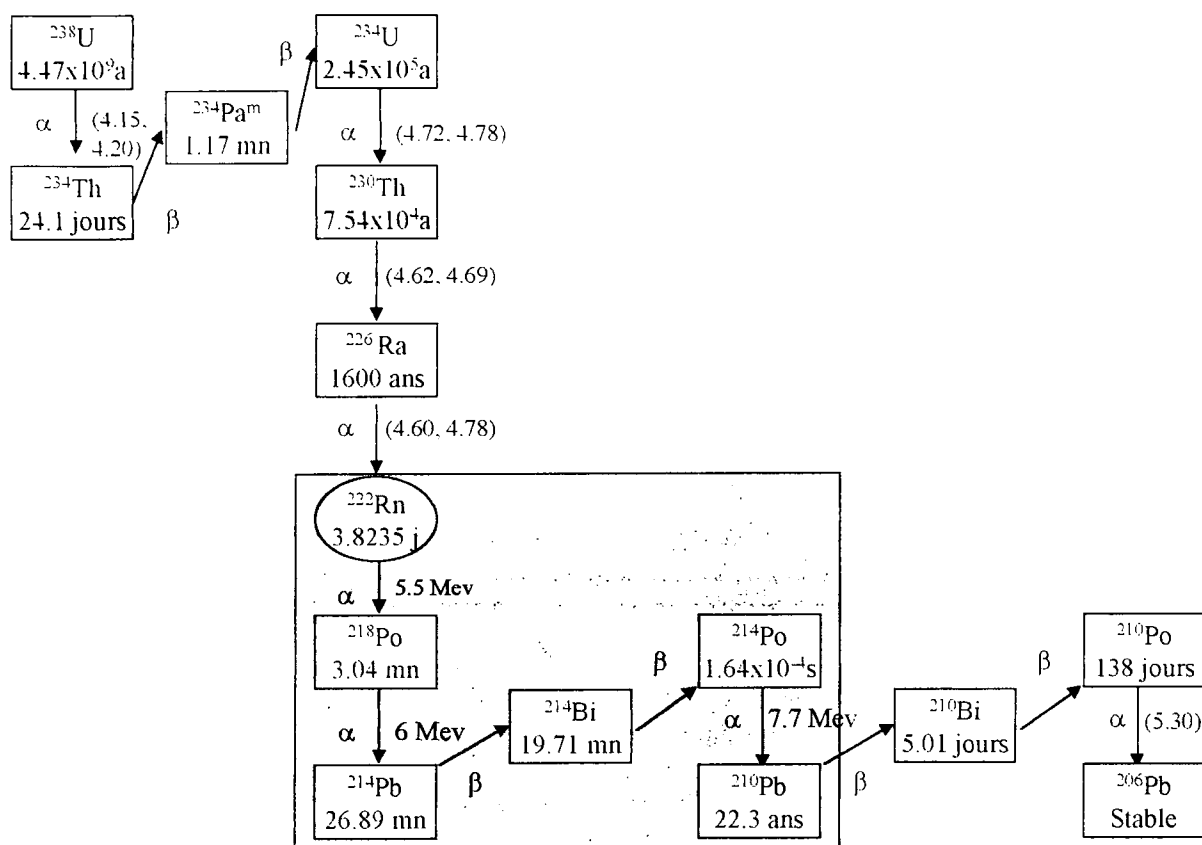 ²³⁸U
4.47x10⁹a
α
(4.15,
4.20)
²³⁴Th
24.1 jours
β
²³⁴Paᵐ
1.17 mn
β
²³⁴U
2.45x10⁵a
α (4.72, 4.78)
²³⁰Th
7.54x10⁻⁴a
α (4.62, 4.69)
²²⁶Ra
1600 ans
α (4.60, 4.78)
²²²Rn
3.8235 j
α 5.5 Mev
²¹⁸Po
3.04 mn
α 6 Mev
²¹⁴Pb
26.89 mn
β
²¹⁴Bi
19.71 mn
β
²¹⁴Po
1.64x10⁻⁴s
α 7.7 Mev
²¹⁰Pb
22.3 ans
β
²¹⁰Bi
5.01 jours
β
²¹⁰Po
138 jours
α (5.30)
²⁰⁶Pb
Stable